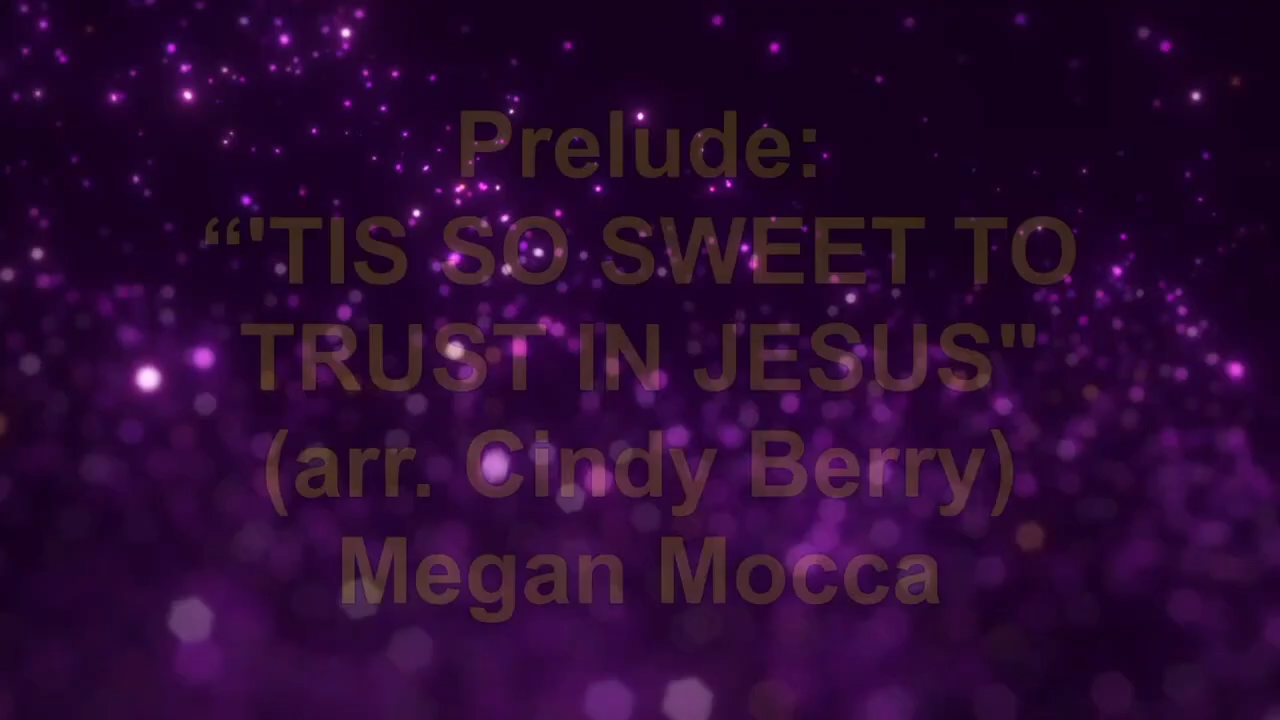 Prelude:
“'TIS SO SWEET TO
TRUST IN JESUS"
(arr. Cindy Berry)
Megan Mocca